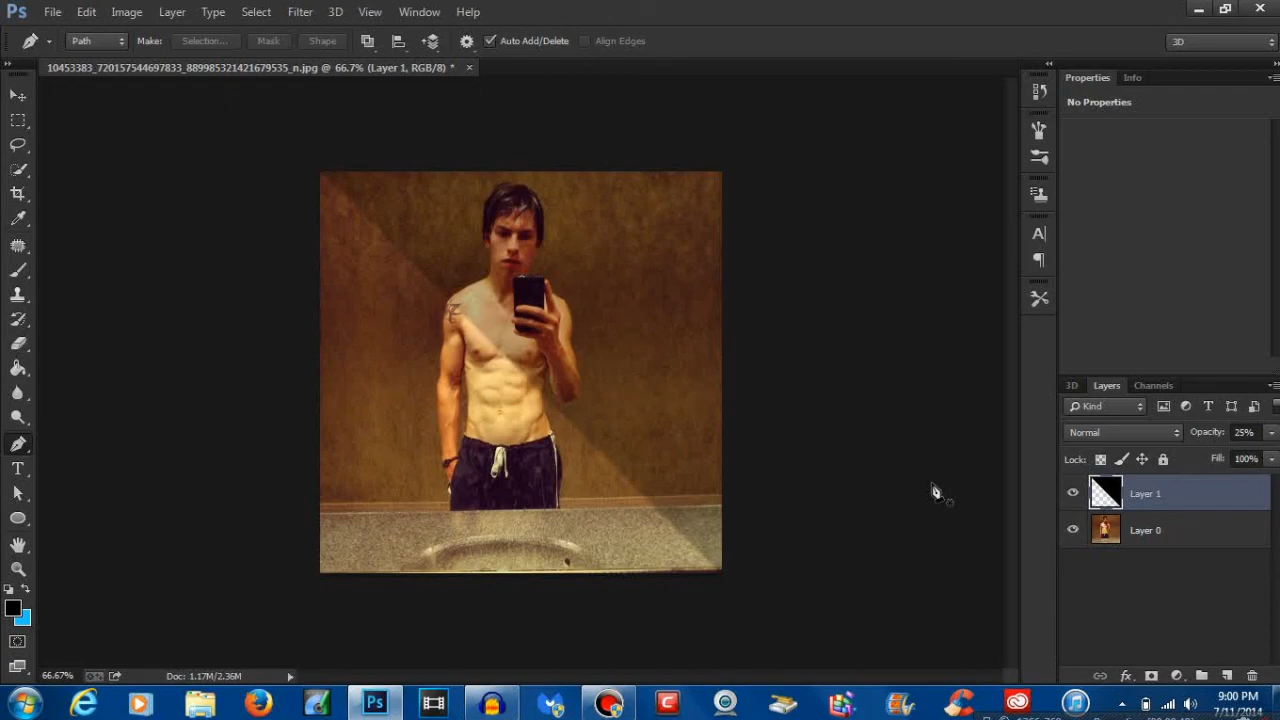 Ps File Edit Image Layer Type Select Filter 3D View Window Help
Path Make: Selection... Mask Shape Auto Add/Delete Align Edges 3D
10453383_720157544697833_889985321421679535_n.jpg @ 66.7% (Layer 1, RGB/8) *
Properties Info
No Properties
3D Layers Channels
Kind
Normal Opacity: 25%
Lock: Fill: 100%
Layer 1
Layer 0
66.67% Doc: 1.17M/2.36M
9:00 PM
7/11/2014